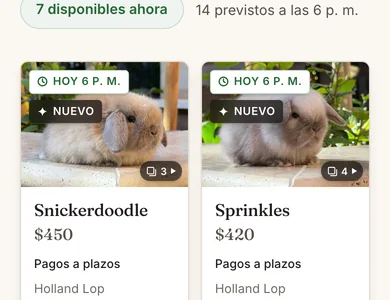 7 disponibles ahora
14 previstos a las 6 p. m.
HOY 6 P. M.
NUEVO
3
Snickerdoodle
$450
Pagos a plazos
Holland Lop
HOY 6 P. M.
NUEVO
4
Sprinkles
$420
Pagos a plazos
Holland Lop